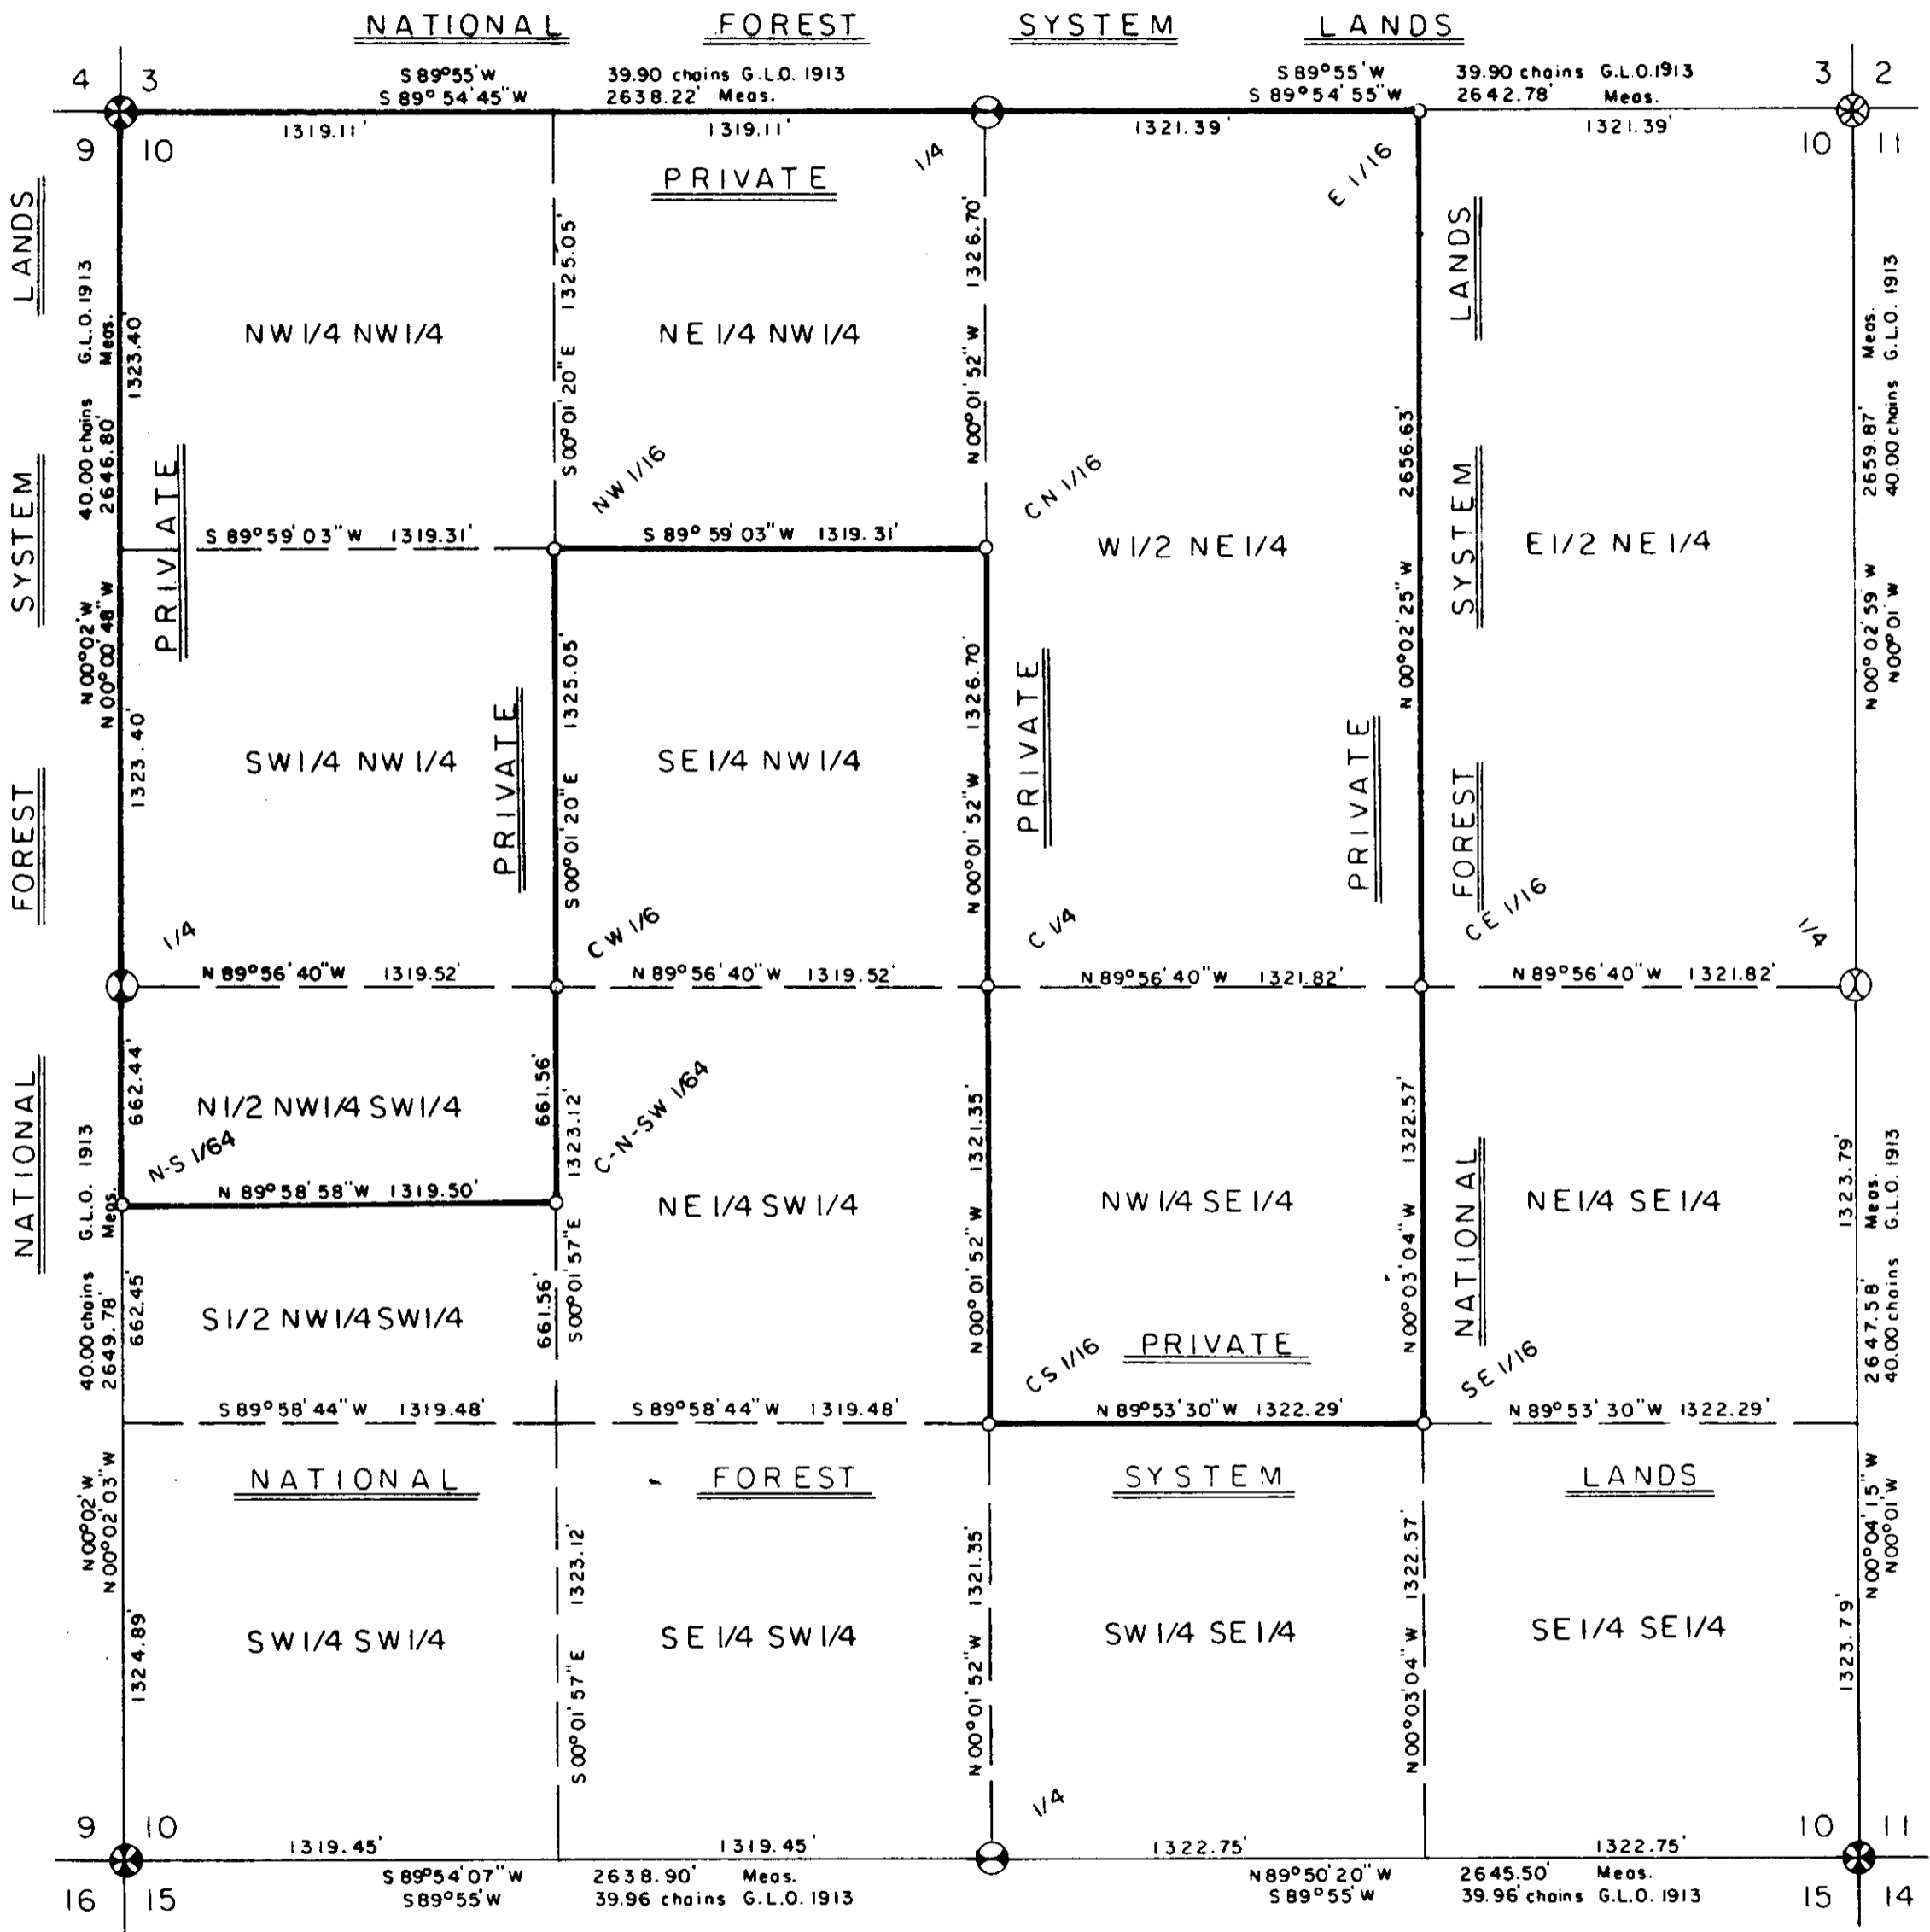 NATIONAL FOREST SYSTEM LANDS
4 3
S 89°55' W 39.90 chains G.L.O. 1913
S 89°55' W 39.90 chains G.L.O.1913
3 2
S 89° 54' 45" W 2638.22' Meas.
S 89° 54' 55" W 2642.78' Meas.
1319.11' 1319.11' 1321.39' 1321.39'
9 10
1/4
E 1/16
10 11
PRIVATE
LANDS
SYSTEM
FOREST
NATIONAL
40.00 chains G.L.O. 1913
2646.80' Meas.
N 00°02' W
N 00° 00' 48" W
1323.40'
NW 1/4 NW 1/4
S 00° 01' 20" E 1325.05'
NE 1/4 NW 1/4
N 00° 01' 52" W 1326.70'
LANDS
SYSTEM
FOREST
NATIONAL
2659.87' Meas.
40.00 chains G.L.O. 1913
N 00° 02' 59" W
N 00° 01' W
PRIVATE
NW 1/16
CN 1/16
S 89° 59' 03" W 1319.31'
S 89° 59' 03" W 1319.31'
W 1/2 NE 1/4
N 00° 02' 25" W 2656.63'
E 1/2 NE 1/4
1323.40'
SW 1/4 NW 1/4
PRIVATE
S 00° 01' 20" E 1325.05'
SE 1/4 NW 1/4
N 00° 01' 52" W 1326.70
PRIVATE
PRIVATE
1/4
CW 1/6
C 1/4
CE 1/16
1/4
N 89° 56' 40" W 1319.52'
N 89° 56' 40" W 1319.52'
N 89° 56' 40" W 1321.82'
N 89° 56' 40" W 1321.82'
662.44'
N 1/2 NW 1/4 SW 1/4
661.56'
1323.12'
C-N-SW 1/64
N-S 1/64
N 89° 58' 58" W 1319.50'
40.00 chains G.L.O. 1913
2649.78' Meas.
662.45'
S 1/2 NW 1/4 SW 1/4
661.56'
S 00° 01' 57" E
NE 1/4 SW 1/4
N 00° 01' 52" W 1321.35'
NW 1/4 SE 1/4
N 00° 03' 04" W 1322.57'
NE 1/4 SE 1/4
1323.79'
2647.58' Meas.
40.00 chains G.L.O. 1913
PRIVATE
CS 1/16
SE 1/16
S 89° 58' 44" W 1319.48'
S 89° 58' 44" W 1319.48'
N 89° 53' 30" W 1322.29'
N 89° 53' 30" W 1322.29'
NATIONAL FOREST SYSTEM LANDS
N 00°02' W
N 00° 02' 03" W
1324.89'
SW 1/4 SW 1/4
S 00° 01' 57" E 1323.12'
SE 1/4 SW 1/4
N 00° 01' 52" W 1321.35'
SW 1/4 SE 1/4
N 00° 03' 04" W 1322.57'
SE 1/4 SE 1/4
1323.79'
N 00° 04' 15" W
N 00° 01' W
1/4
9 10
10 11
1319.45' 1319.45' 1322.75' 1322.75'
S 89° 54' 07" W 2638.90' Meas.
N 89° 50' 20" W 2645.50' Meas.
S 89° 55' W 39.96 chains G.L.O. 1913
S 89° 55' W 39.96 chains G.L.O. 1913
16 15
15 14